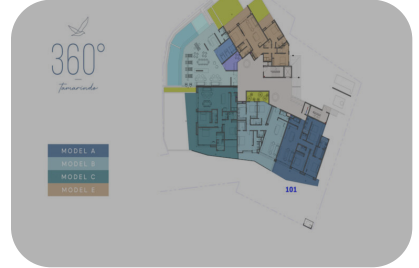 360°
Tamarindo
MODEL A
MODEL B
MODEL C
MODEL E
101